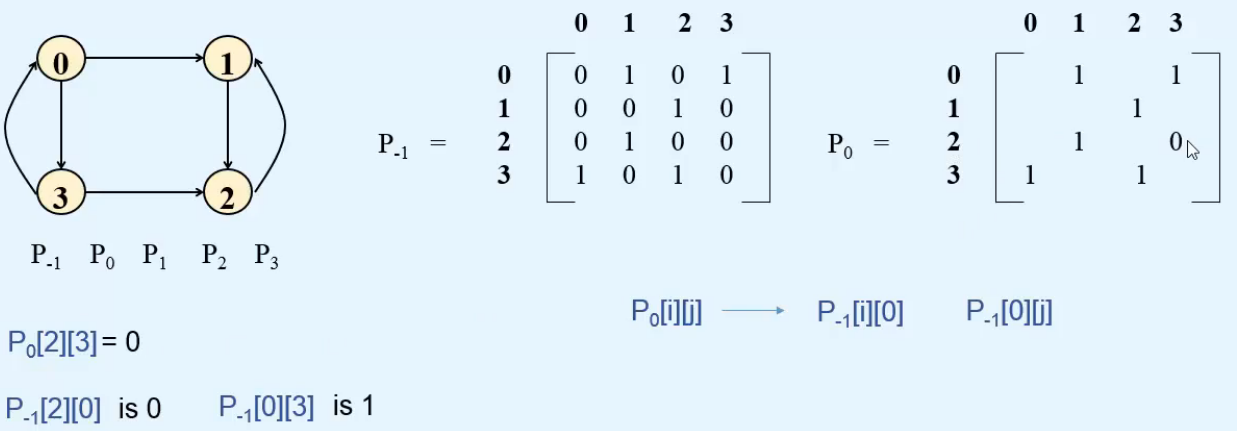 0 1
3 2
P-1 P0 P1 P2 P3
0 1 2 3
0 0 1 0 1
1 0 0 1 0
P-1 = 2 0 1 0 0
3 1 0 1 0
0 1 2 3
0 1 1
1 1
P0 = 2 1 0
3 1 1
P0[i][j] P-1[i][0] P-1[0][j]
P0[2][3] = 0
P-1[2][0] is 0 P-1[0][3] is 1